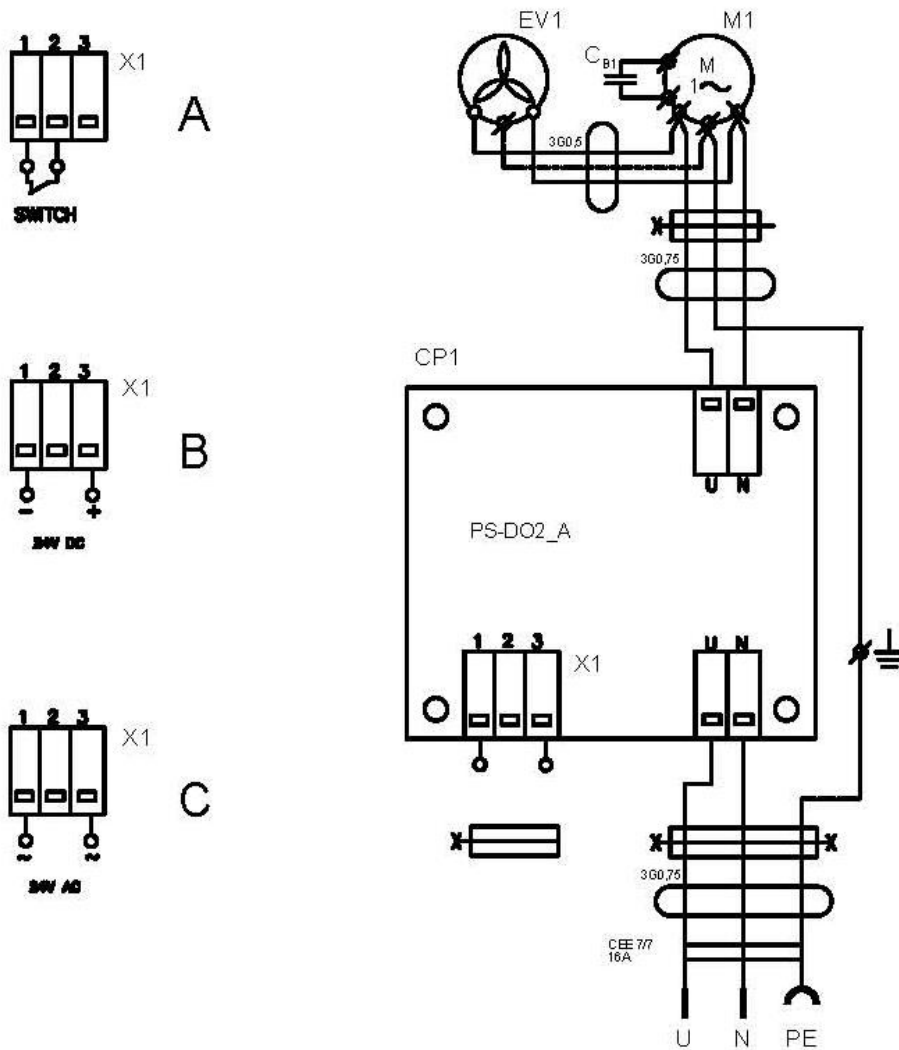 1 2 3
X1
A
SWITCH
1 2 3
X1
B
- +
24V DC
1 2 3
X1
C
~ ~
24V AC
EV1
M1
CB1
M
1~
3G0,5
3G0,75
CP1
U N
PS-DO2_A
1 2 3
X1
U N
X
X
X X
3G0,75
CEE 7/7
16A
U N PE